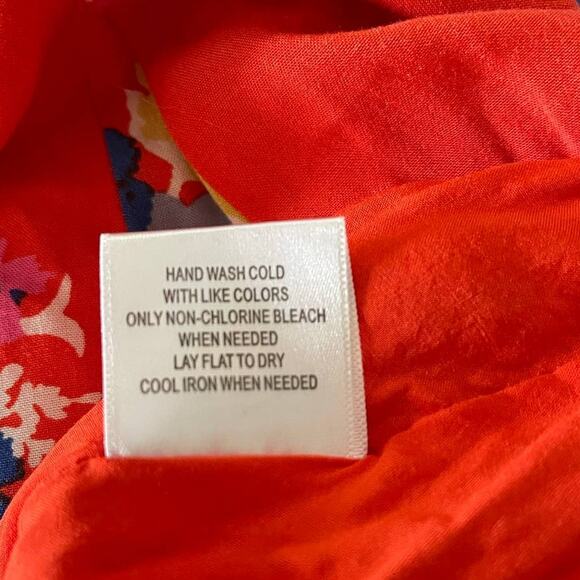 HAND WASH COLD
WITH LIKE COLORS
ONLY NON-CHLORINE BLEACH
WHEN NEEDED
LAY FLAT TO DRY
COOL IRON WHEN NEEDED